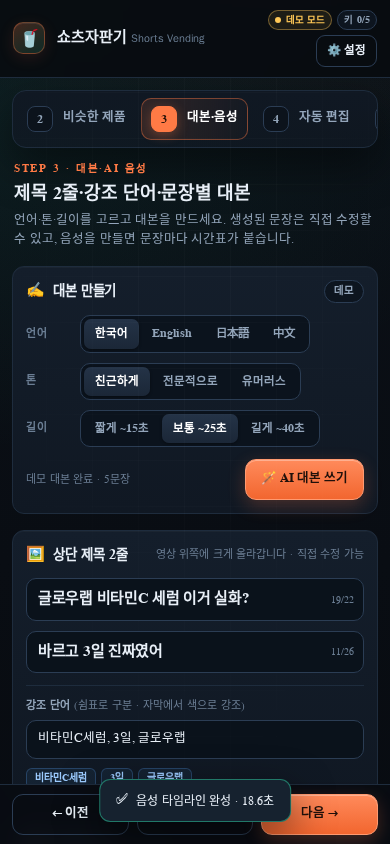 쇼츠자판기 Shorts Vending
데모 모드
키 0/5
⚙️ 설정
2 비슷한 제품
3 대본·음성
4 자동 편집
STEP 3 · 대본·AI 음성
제목 2줄·강조 단어·문장별 대본
언어·톤·길이를 고르고 대본을 만드세요. 생성된 문장은 직접 수정할
수 있고, 음성을 만들면 문장마다 시간표가 붙습니다.
✍️ 대본 만들기
데모
언어
한국어 English 日本語 中文
톤
친근하게 전문적으로 유머러스
길이
짧게 ~15초 보통 ~25초 길게 ~40초
데모 대본 완료 · 5문장
🪄 AI 대본 쓰기
🖼️ 상단 제목 2줄
영상 위쪽에 크게 올라갑니다 · 직접 수정 가능
글로우랩 비타민C 세럼 이거 실화?
19/22
바르고 3일 진짜였어
11/26
강조 단어 (쉼표로 구분 · 자막에서 색으로 강조)
비타민C세럼, 3일, 글로우랩
비타민C세럼 3일 글로우랩
← 이전
✅ 음성 타임라인 완성 · 18.6초
다음 →